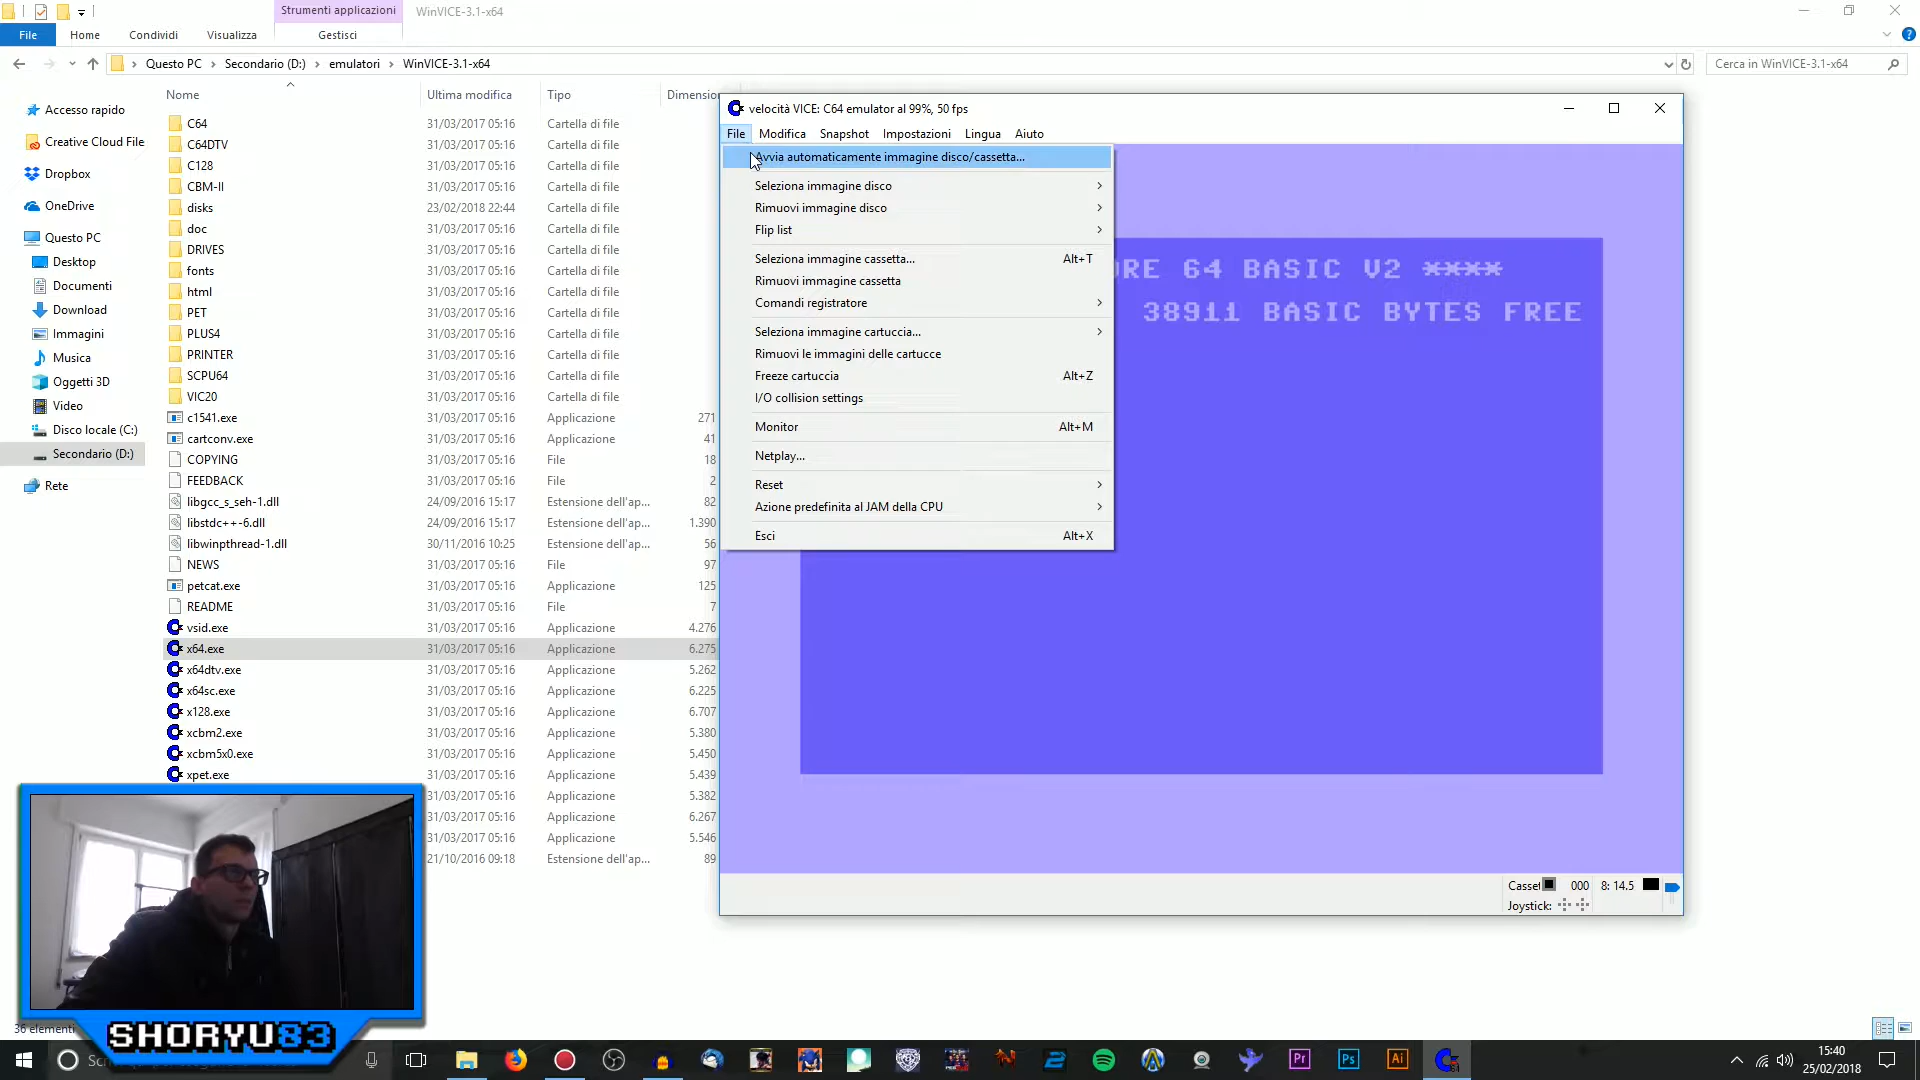 Strumenti applicazioni
WinVICE-3.1-x64
File
Home
Condividi
Visualizza
Gestisci
Questo PC
Secondario (D:)
emulatori
WinVICE-3.1-x64
Cerca in WinVICE-3.1-x64
Nome
Ultima modifica
Tipo
Dimensio
Accesso rapido
Creative Cloud File
Dropbox
OneDrive
Questo PC
Desktop
Documenti
Download
Immagini
Musica
Oggetti 3D
Video
Disco locale (C:)
Secondario (D:)
Rete
C64 31/03/2017 05:16 Cartella di file
C64DTV 31/03/2017 05:16 Cartella di file
C128 31/03/2017 05:16 Cartella di file
CBM-II 31/03/2017 05:16 Cartella di file
disks 23/02/2018 22:44 Cartella di file
doc 31/03/2017 05:16 Cartella di file
DRIVES 31/03/2017 05:16 Cartella di file
fonts 31/03/2017 05:16 Cartella di file
html 31/03/2017 05:16 Cartella di file
PET 31/03/2017 05:16 Cartella di file
PLUS4 31/03/2017 05:16 Cartella di file
PRINTER 31/03/2017 05:16 Cartella di file
SCPU64 31/03/2017 05:16 Cartella di file
VIC20 31/03/2017 05:16 Cartella di file
c1541.exe 31/03/2017 05:16 Applicazione 271
cartconv.exe 31/03/2017 05:16 Applicazione 41
COPYING 31/03/2017 05:16 File 18
FEEDBACK 31/03/2017 05:16 File 2
libgcc_s_seh-1.dll 24/09/2016 15:17 Estensione dell'ap... 82
libstdc++-6.dll 24/09/2016 15:17 Estensione dell'ap... 1.390
libwinpthread-1.dll 30/11/2016 10:25 Estensione dell'ap... 56
NEWS 31/03/2017 05:16 File 97
petcat.exe 31/03/2017 05:16 Applicazione 125
README 31/03/2017 05:16 File 7
vsid.exe 31/03/2017 05:16 Applicazione 4.276
x64.exe 31/03/2017 05:16 Applicazione 6.275
x64dtv.exe 31/03/2017 05:16 Applicazione 5.262
x64sc.exe 31/03/2017 05:16 Applicazione 6.225
x128.exe 31/03/2017 05:16 Applicazione 6.707
xcbm2.exe 31/03/2017 05:16 Applicazione 5.380
xcbm5x0.exe 31/03/2017 05:16 Applicazione 5.450
xpet.exe 31/03/2017 05:16 Applicazione 5.439
31/03/2017 05:16 Applicazione 5.382
31/03/2017 05:16 Applicazione 6.267
31/03/2017 05:16 Applicazione 5.546
21/10/2016 09:18 Estensione dell'ap... 89
36 elementi
velocità VICE: C64 emulator al 99%, 50 fps
File Modifica Snapshot Impostazioni Lingua Aiuto
Avvia automaticamente immagine disco/cassetta...
Seleziona immagine disco
Rimuovi immagine disco
Flip list
Seleziona immagine cassetta... Alt+T
Rimuovi immagine cassetta
Comandi registratore
Seleziona immagine cartuccia...
Rimuovi le immagini delle cartucce
Freeze cartuccia Alt+Z
I/O collision settings
Monitor Alt+M
Netplay...
Reset
Azione predefinita al JAM della CPU
Esci Alt+X
ORE 64 BASIC V2 ****
38911 BASIC BYTES FREE
Casset 000 8: 14.5
Joystick:
SHORYU83
Pr
Ps
Ai
15:40
25/02/2018